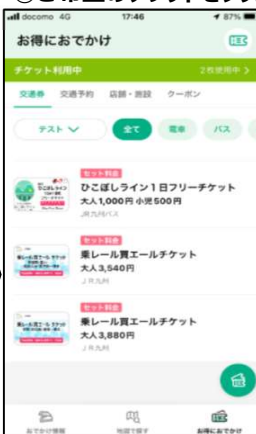 docomo 4G 17:46 87%
お得におでかけ
チケット利用中 2枚使用中 >
交通券 交通予約 店舗・施設 クーポン
テスト 全て 電車 バス
セット料金
ひこぼしライン1日フリーチケット
大人1,000円 小児500円
JR九州バス
セット料金
乗レール買エールチケット
大人3,540円
JR九州
セット料金
乗レール買エールチケット
大人3,880円
JR九州
おでかけ情報 地図で探す お得におでかけ